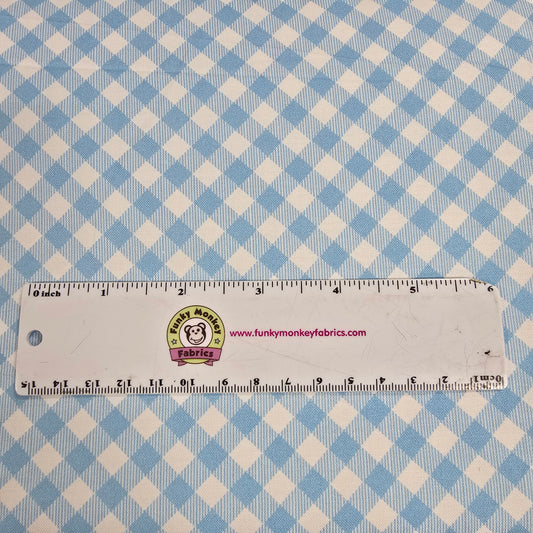 0 inch 1 2 3 4 5 6
Funky Monkey
Fabrics
www.funkymonkeyfabrics.com
15 14 13 12 11 10 9 8 7 6 5 4 3 2 1 0cm